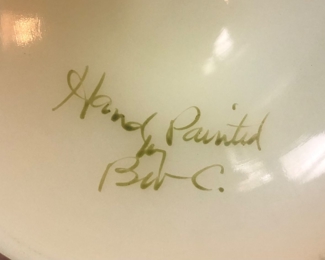 Hand Painted
by
Bev C.